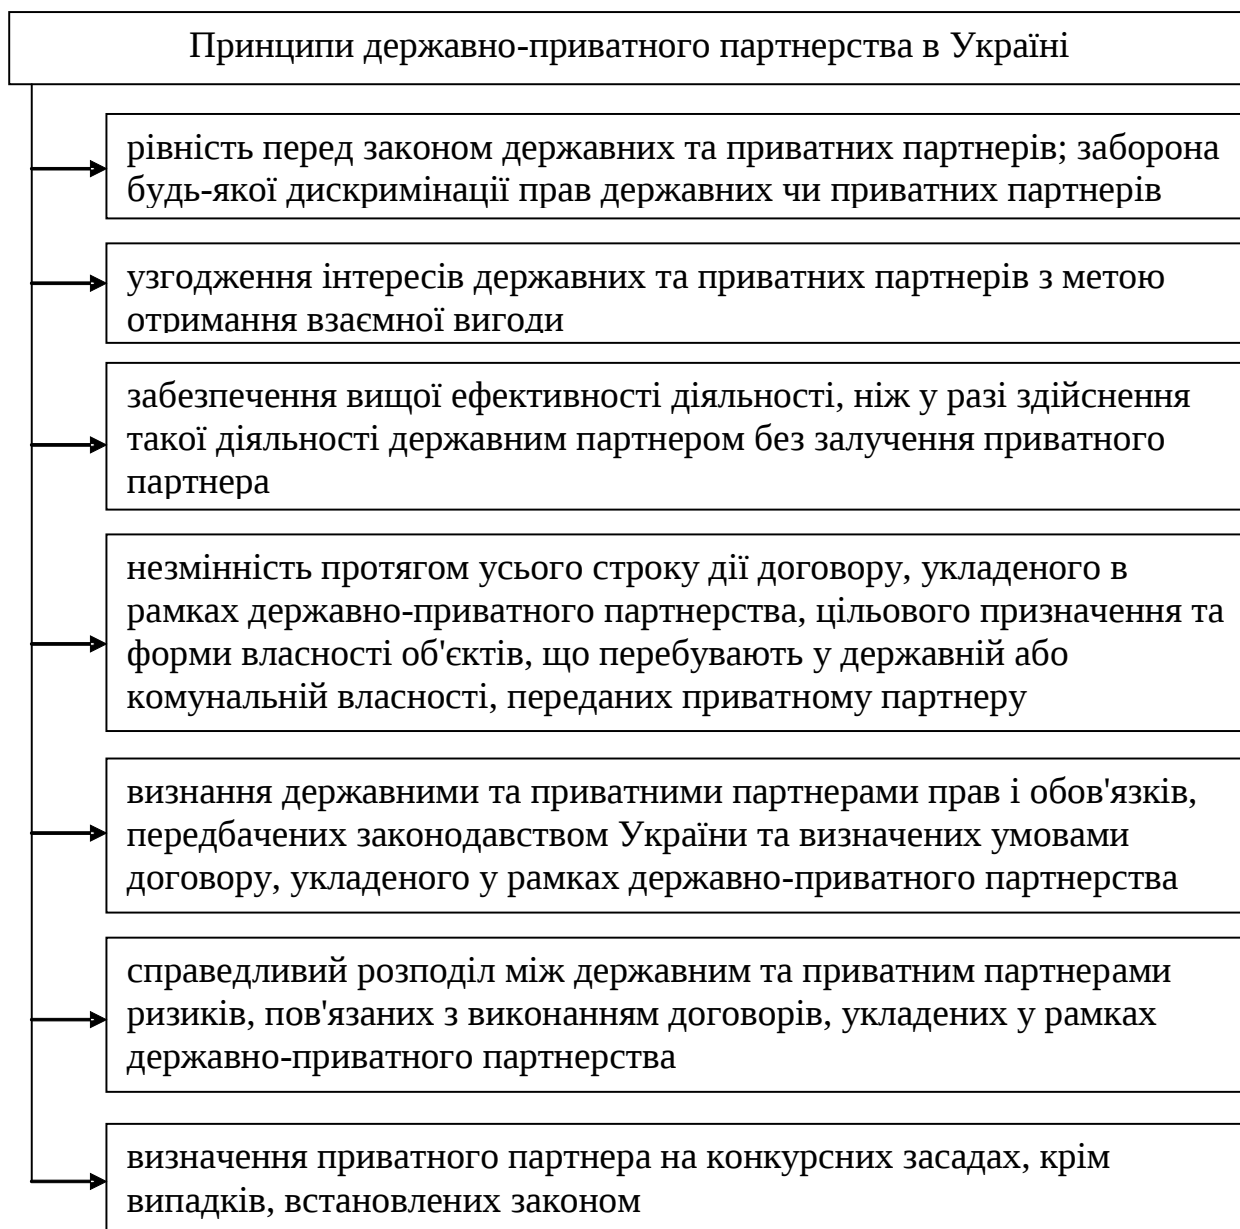 Принципи державно-приватного партнерства в Україні
рівність перед законом державних та приватних партнерів; заборона
будь-якої дискримінації прав державних чи приватних партнерів
узгодження інтересів державних та приватних партнерів з метою
отримання взаємної вигоди
забезпечення вищої ефективності діяльності, ніж у разі здійснення
такої діяльності державним партнером без залучення приватного
партнера
незмінність протягом усього строку дії договору, укладеного в
рамках державно-приватного партнерства, цільового призначення та
форми власності об'єктів, що перебувають у державній або
комунальній власності, переданих приватному партнеру
визнання державними та приватними партнерами прав і обов'язків,
передбачених законодавством України та визначених умовами
договору, укладеного у рамках державно-приватного партнерства
справедливий розподіл між державним та приватним партнерами
ризиків, пов'язаних з виконанням договорів, укладених у рамках
державно-приватного партнерства
визначення приватного партнера на конкурсних засадах, крім
випадків, встановлених законом